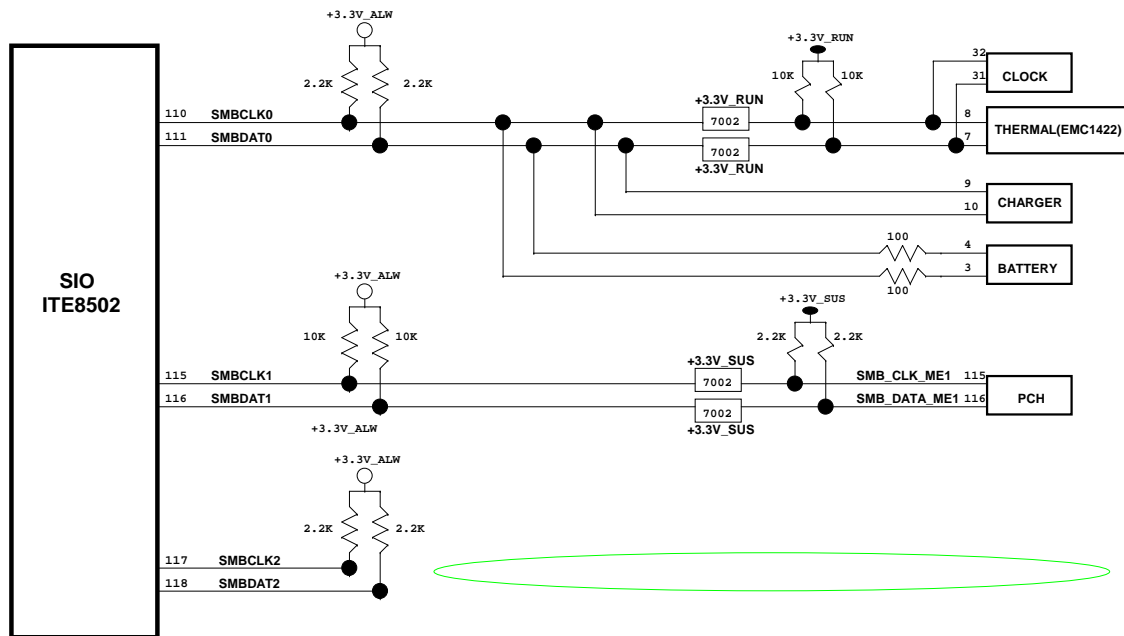 +3.3V_ALW
2.2K 2.2K
+3.3V_RUN
10K 10K
32
31
CLOCK
+3.3V_RUN
110 SMBCLK0
7002
8
111 SMBDAT0
7002
7
THERMAL(EMC1422)
+3.3V_RUN
9
10
CHARGER
100
4
3
BATTERY
100
SIO
ITE8502
+3.3V_ALW
10K 10K
+3.3V_SUS
2.2K 2.2K
+3.3V_SUS
115 SMBCLK1
7002
SMB_CLK_ME1 115
116 SMBDAT1
7002
SMB_DATA_ME1 116
PCH
+3.3V_SUS
+3.3V_ALW
+3.3V_ALW
2.2K 2.2K
117 SMBCLK2
118 SMBDAT2